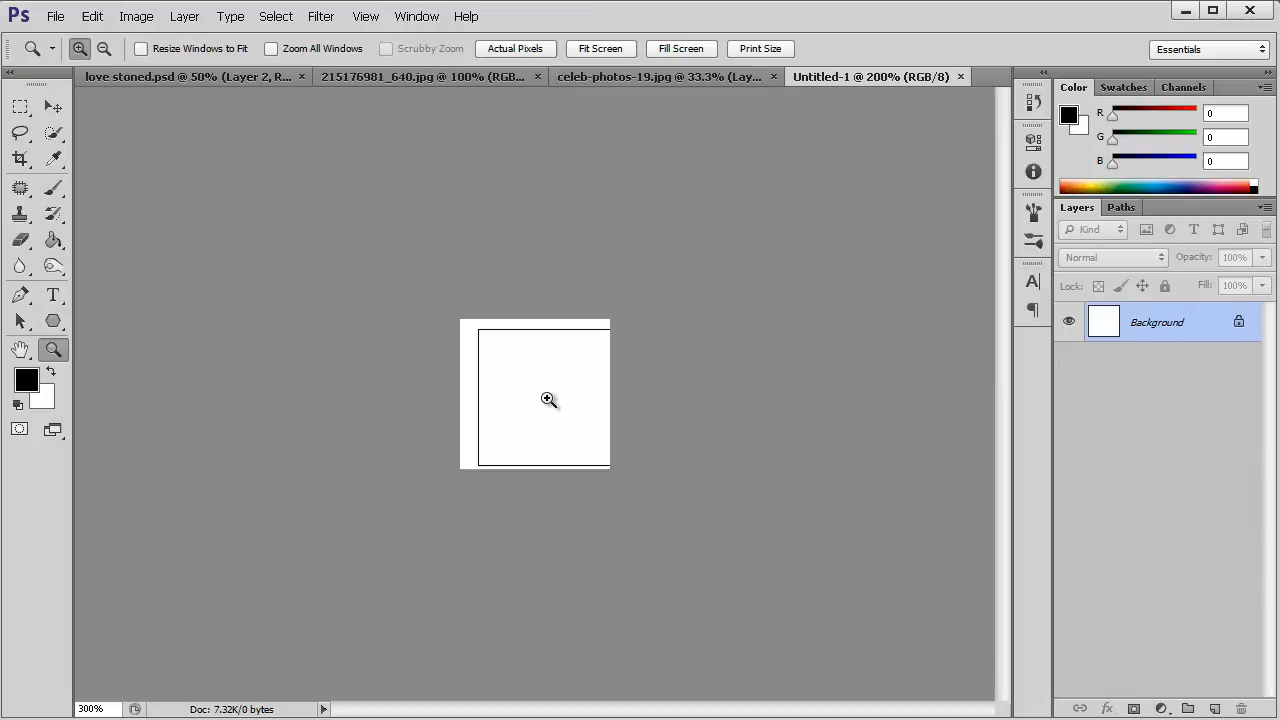 Ps File Edit Image Layer Type Select Filter View Window Help
Resize Windows to Fit Zoom All Windows Scrubby Zoom Actual Pixels Fit Screen Fill Screen Print Size Essentials
love stoned.psd @ 50% (Layer 2, R... 215176981_640.jpg @ 100% (RGB... celeb-photos-19.jpg @ 33.3% (Lay... Untitled-1 @ 200% (RGB/8)
Color Swatches Channels
R 0
G 0
B 0
Layers Paths
Kind
Normal Opacity: 100%
Lock: Fill: 100%
Background
300% Doc: 7.32K/0 bytes